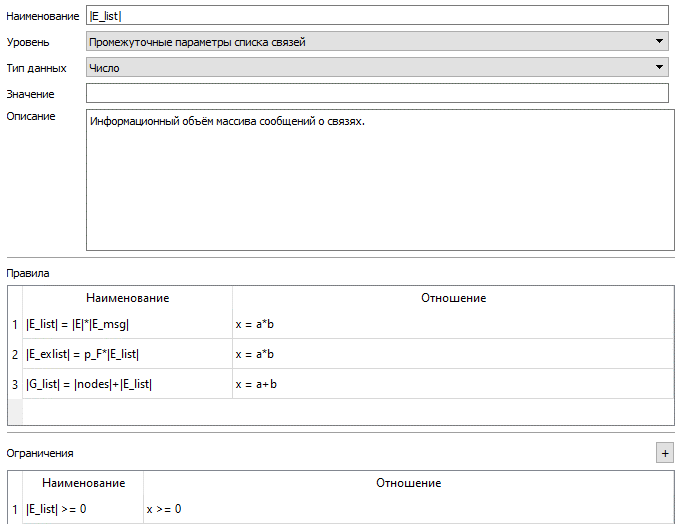 Наименование |E_list|
Уровень Промежуточные параметры списка связей
Тип данных Число
Значение
Описание Информационный объём массива сообщений о связях.
Правила
Наименование Отношение
1 |E_list| = |E|*|E_msg| x = a*b
2 |E_exlist| = p_F*|E_list| x = a*b
3 |G_list| = |nodes|+|E_list| x = a+b
Ограничения +
Наименование Отношение
1 |E_list| >= 0 x >= 0